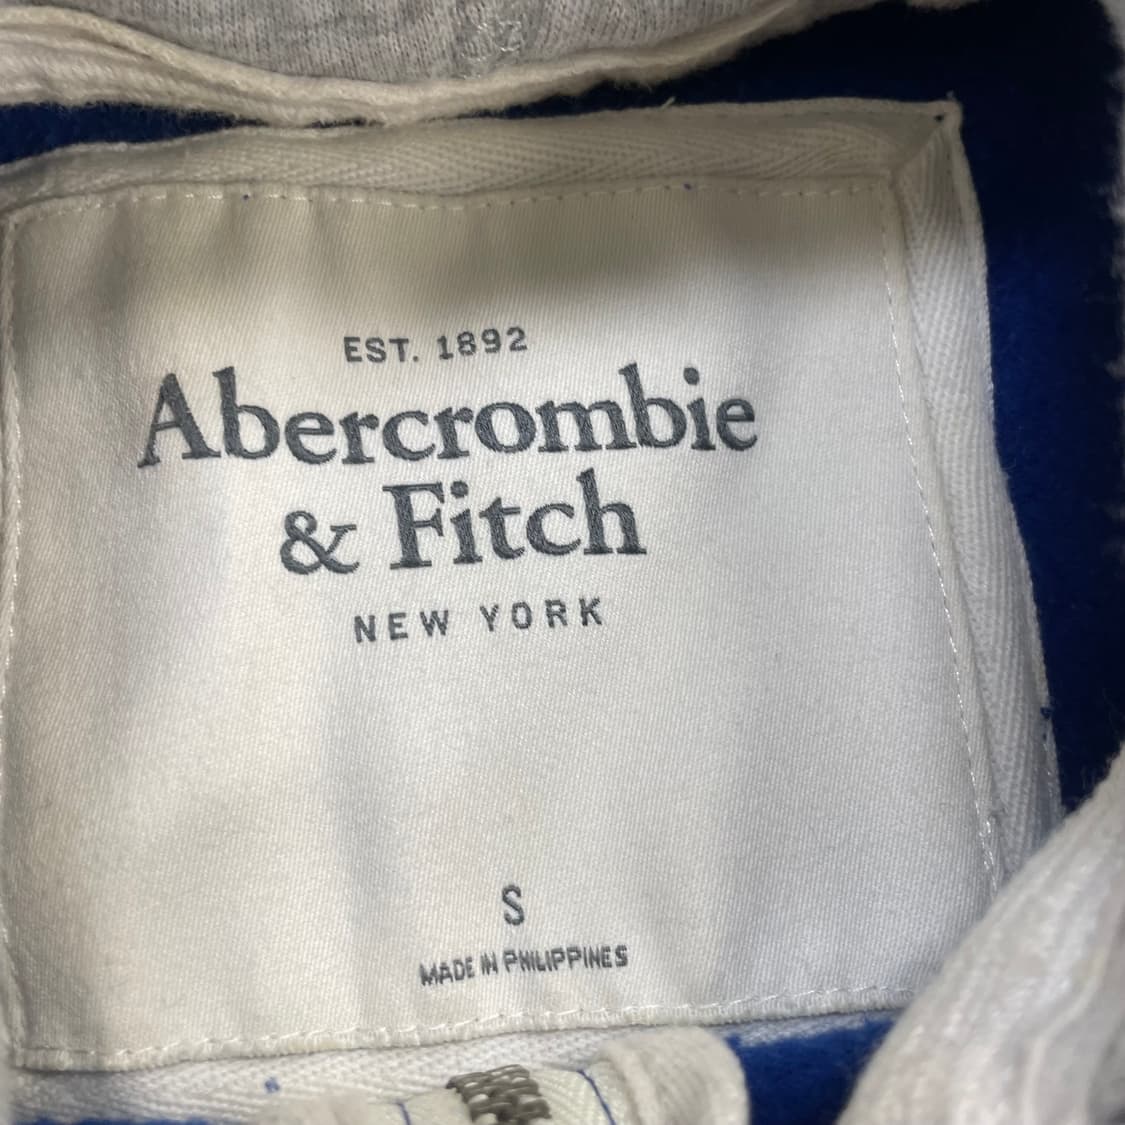 EST. 1892
Abercrombie
& Fitch
NEW YORK
S
MADE IN PHILIPPINES